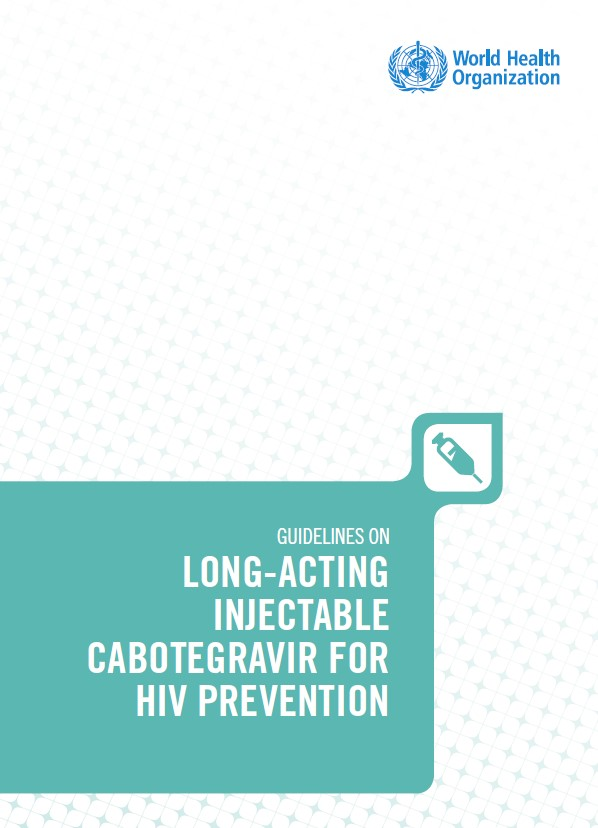 World Health
Organization
GUIDELINES ON
LONG-ACTING
INJECTABLE
CABOTEGRAVIR FOR
HIV PREVENTION